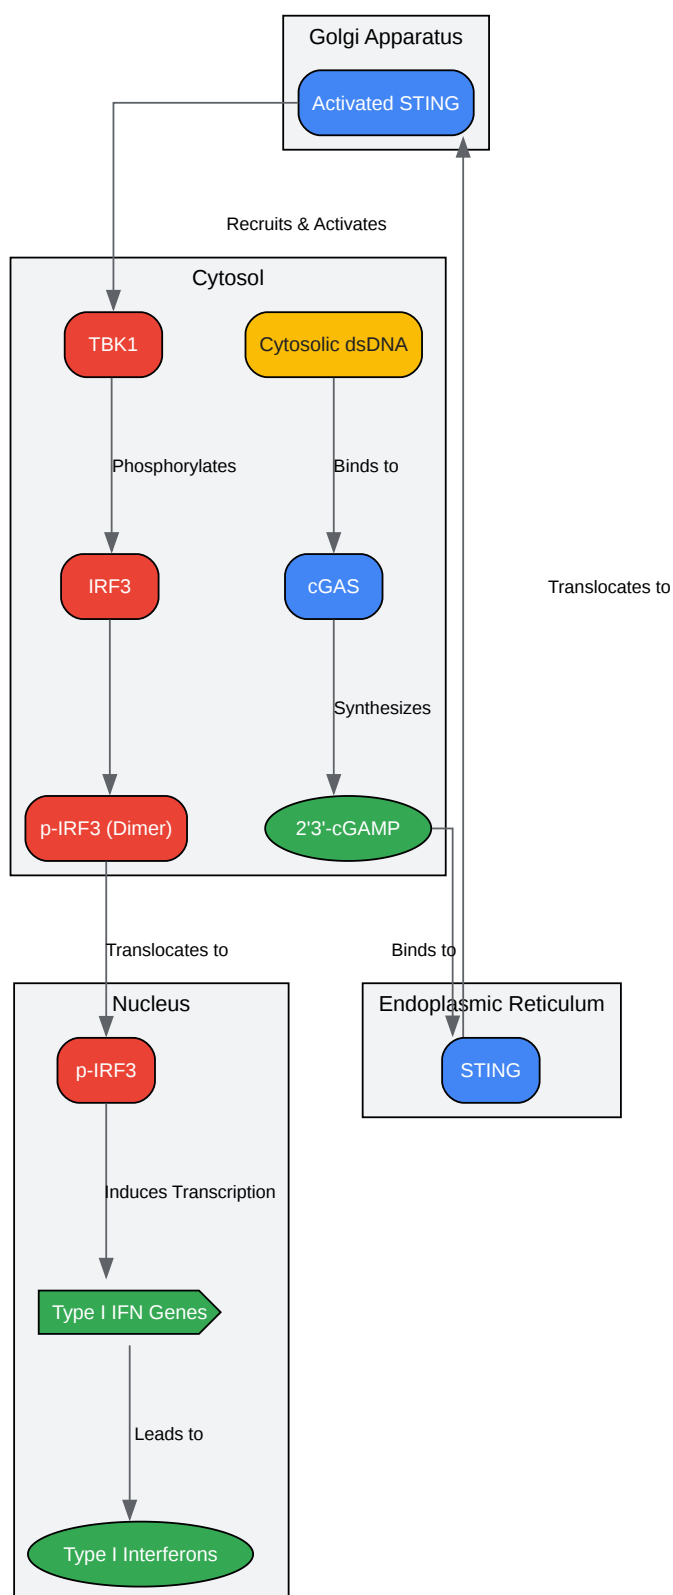 Golgi Apparatus
Activated STING
Recruits & Activates
Cytosol
TBK1
Cytosolic dsDNA
Phosphorylates
Binds to
IRF3
cGAS
Translocates to
Synthesizes
p-IRF3 (Dimer)
2'3'-cGAMP
Translocates to
Binds to
Nucleus
Endoplasmic Reticulum
p-IRF3
STING
Induces Transcription
Type I IFN Genes
Leads to
Type I Interferons